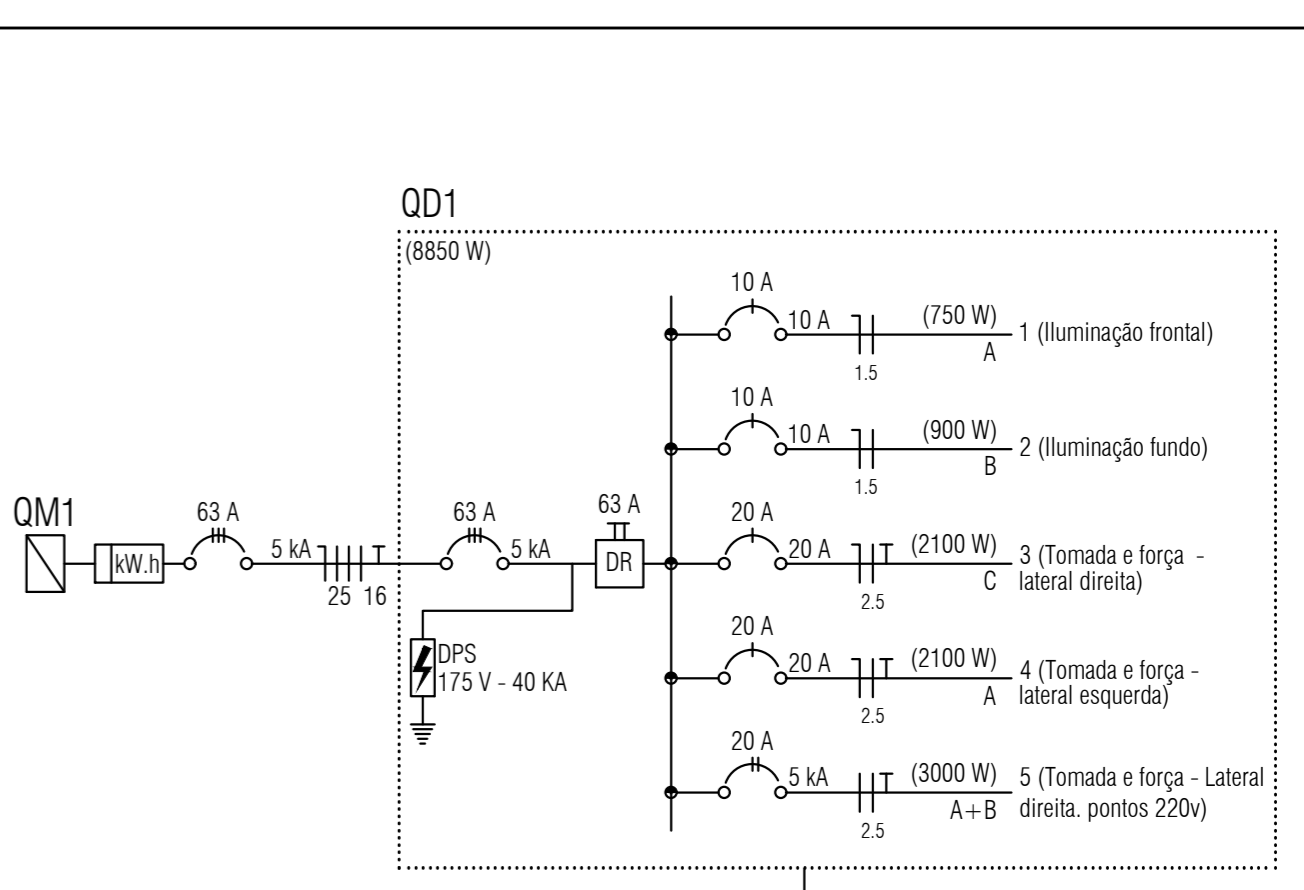 QD1
(8850 W)
10 A
10 A
(750 W)
A
1.5
1 (Iluminação frontal)
10 A
10 A
(900 W)
B
1.5
2 (Iluminação fundo)
QM1
kW.h
63 A
5 kA
25 16
63 A
5 kA
63 A
DR
DPS
175 V - 40 KA
20 A
20 A
(2100 W)
C
2.5
3 (Tomada e força -
lateral direita)
20 A
20 A
(2100 W)
A
2.5
4 (Tomada e força -
lateral esquerda)
20 A
5 kA
(3000 W)
A+B
2.5
5 (Tomada e força - Lateral
direita. pontos 220v)